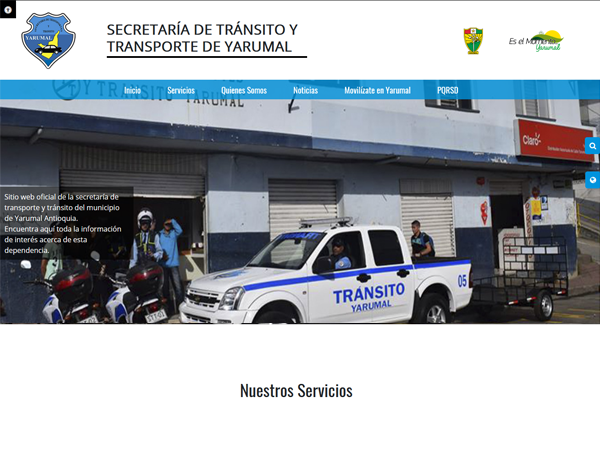 YARUMAL
SECRETARÍA DE TRÁNSITO Y
TRANSPORTE DE YARUMAL
Es el Momento
Yarumal
Inicio
Servicios
Quienes Somos
Noticias
Movilízate en Yarumal
PQRSD
Y TRANSITO YARUMAL
Claro
Sitio web oficial de la secretaría de
transporte y tránsito del municipio
de Yarumal Antioquia.
Encuentra aquí toda la información
de interés acerca de esta
dependencia.
TRÁNSITO
YARUMAL
05
Nuestros Servicios